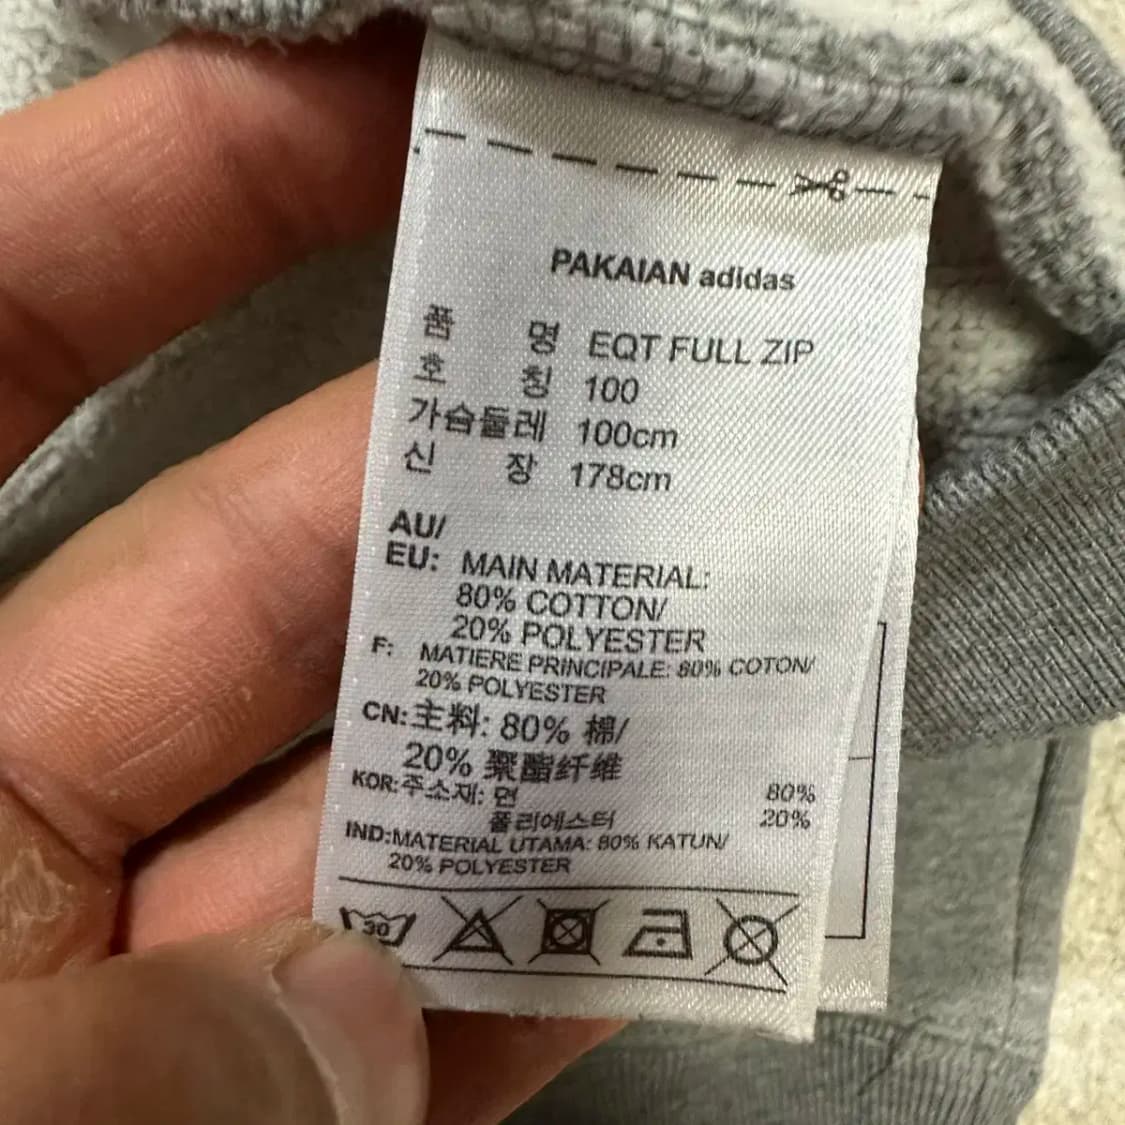 PAKAIAN adidas
품 명 EQT FULL ZIP
호 칭 100
가슴둘레 100cm
신 장 178cm
AU/
EU: MAIN MATERIAL:
80% COTTON/
20% POLYESTER
F: MATIERE PRINCIPALE: 80% COTON/
20% POLYESTER
CN:主料: 80% 棉/
20% 聚酯纤维
KOR:주소재: 면 80%
폴리에스터 20%
IND:MATERIAL UTAMA: 80% KATUN/
20% POLYESTER
30